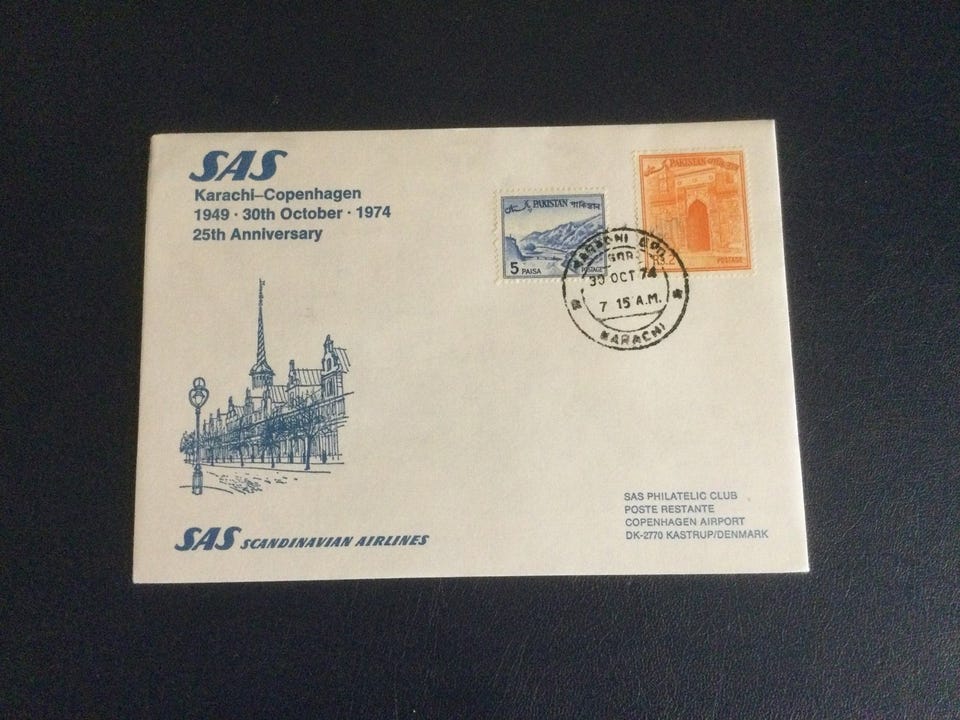 SAS
Karachi–Copenhagen
1949 · 30th October · 1974
25th Anniversary
PAKISTAN পাকিস্তান
5 PAISA
POSTAGE
PAKISTAN পাকিস্তান
POSTAGE
KARACHI G.P.O.
30 OCT 74
7 15 A.M.
KARACHI
SAS PHILATELIC CLUB
POSTE RESTANTE
COPENHAGEN AIRPORT
DK-2770 KASTRUP/DENMARK
SAS SCANDINAVIAN AIRLINES